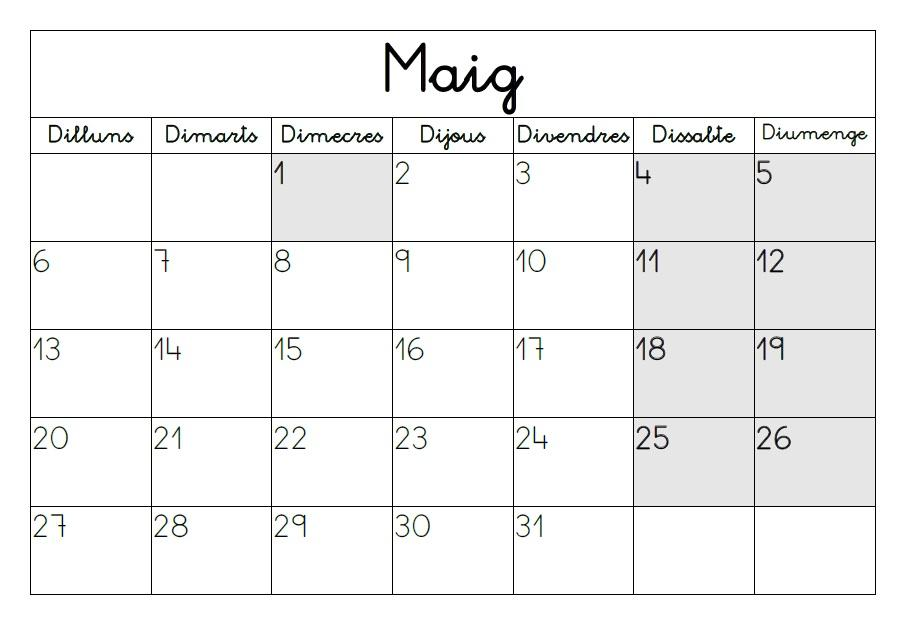 Maig
Dilluns Dimarts Dimecres Dijous Divendres Dissabte Diumenge
1 2 3 4 5
6 7 8 9 10 11 12
13 14 15 16 17 18 19
20 21 22 23 24 25 26
27 28 29 30 31